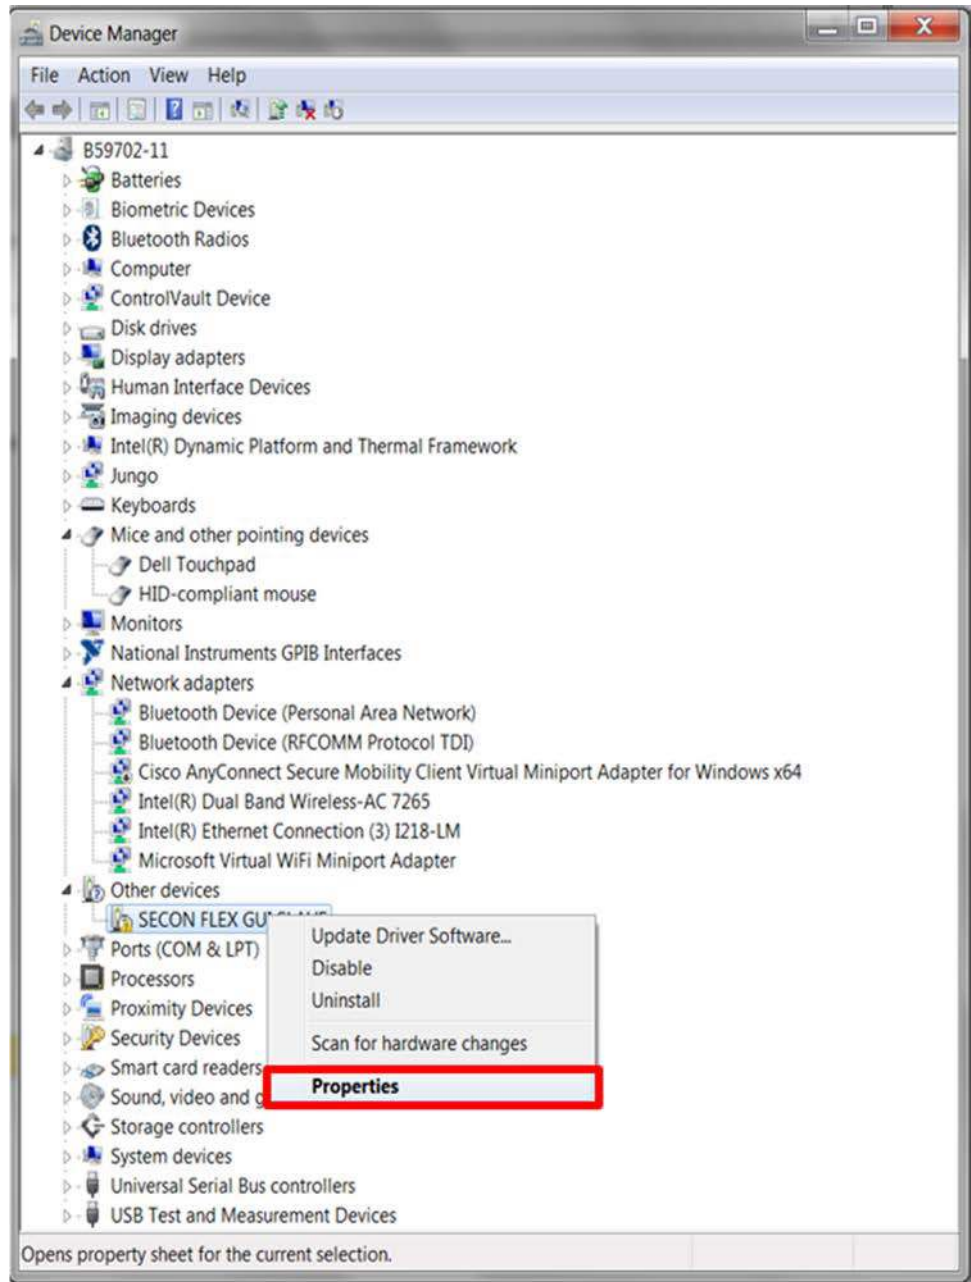 Device Manager
File Action View Help
B59702-11
Batteries
Biometric Devices
Bluetooth Radios
Computer
ControlVault Device
Disk drives
Display adapters
Human Interface Devices
Imaging devices
Intel(R) Dynamic Platform and Thermal Framework
Jungo
Keyboards
Mice and other pointing devices
Dell Touchpad
HID-compliant mouse
Monitors
National Instruments GPIB Interfaces
Network adapters
Bluetooth Device (Personal Area Network)
Bluetooth Device (RFCOMM Protocol TDI)
Cisco AnyConnect Secure Mobility Client Virtual Miniport Adapter for Windows x64
Intel(R) Dual Band Wireless-AC 7265
Intel(R) Ethernet Connection (3) I218-LM
Microsoft Virtual WiFi Miniport Adapter
Other devices
SECON FLEX GUI
Update Driver Software...
Disable
Uninstall
Scan for hardware changes
Properties
Ports (COM & LPT)
Processors
Proximity Devices
Security Devices
Smart card readers
Sound, video and
Storage controllers
System devices
Universal Serial Bus controllers
USB Test and Measurement Devices
Opens property sheet for the current selection.